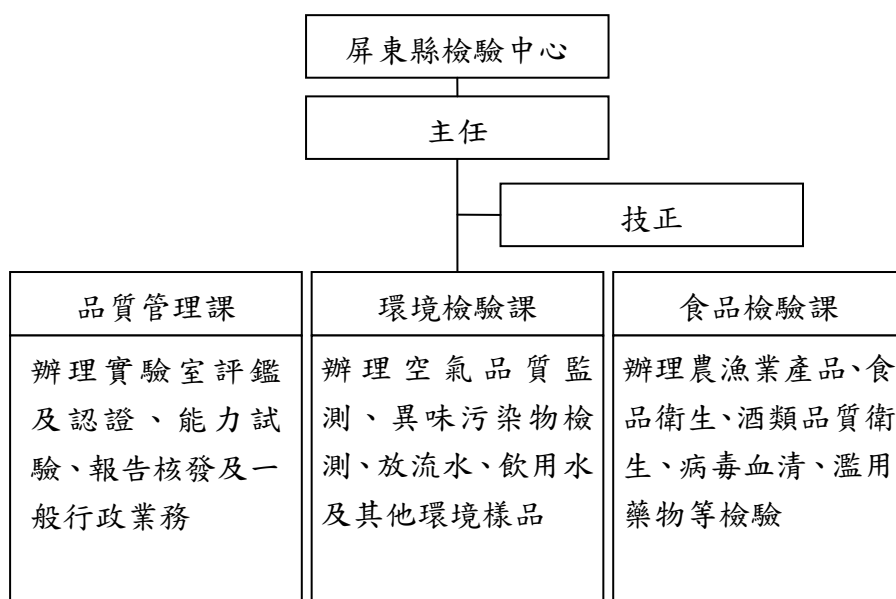 屏東縣檢驗中心
主任
技正
品質管理課
辦理實驗室評鑑
及認證、能力試
驗、報告核發及一
般行政業務
環境檢驗課
辦理空氣品質監
測、異味污染物檢
測、放流水、飲用水
及其他環境樣品
食品檢驗課
辦理農漁業產品、食
品衛生、酒類品質衛
生、病毒血清、濫用
藥物等檢驗